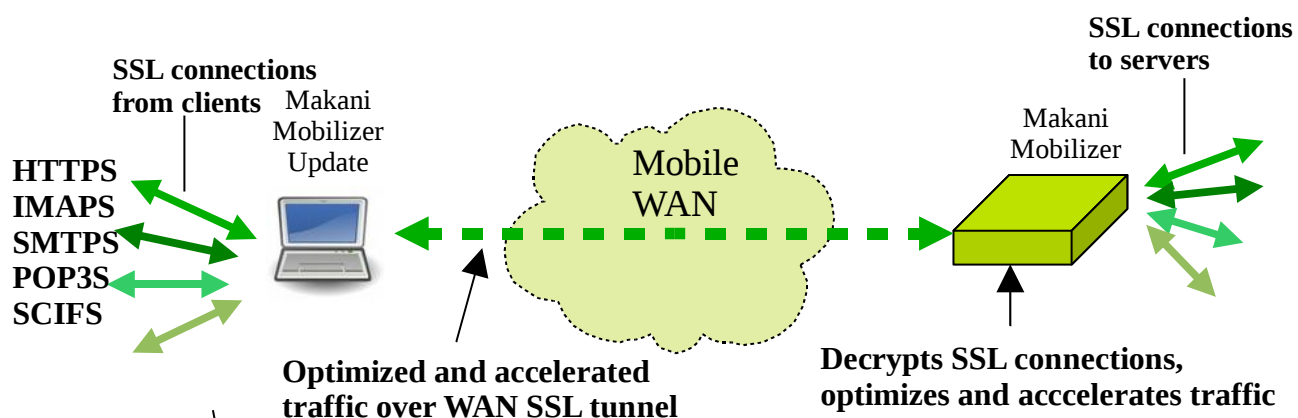 SSL connections
to servers
SSL connections
from clients
Makani
Mobilizer
Update
Makani
Mobilizer
Mobile
WAN
HTTPS
IMAPS
SMTPS
POP3S
SCIFS
Optimized and accelerated
traffic over WAN SSL tunnel
Decrypts SSL connections,
optimizes and acccelerates traffic